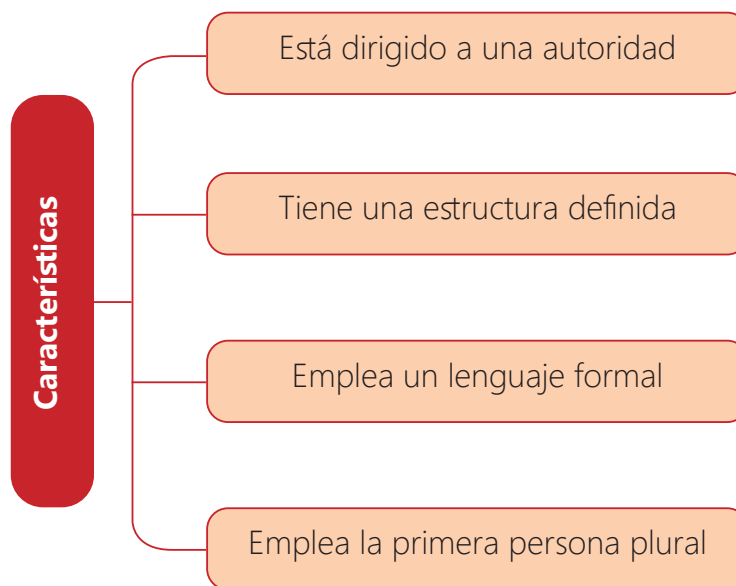 Características
Está dirigido a una autoridad
Tiene una estructura definida
Emplea un lenguaje formal
Emplea la primera persona plural